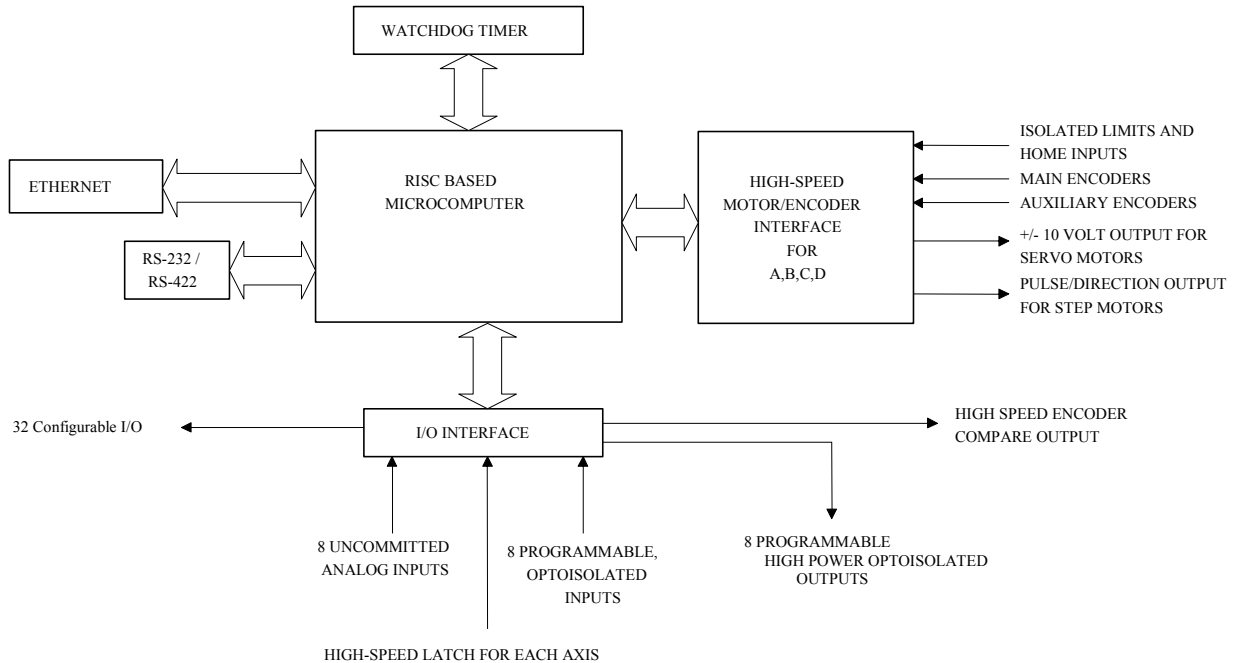 WATCHDOG TIMER
ETHERNET
RISC BASED
MICROCOMPUTER
HIGH-SPEED
MOTOR/ENCODER
INTERFACE
FOR
A,B,C,D
ISOLATED LIMITS AND
HOME INPUTS
MAIN ENCODERS
AUXILIARY ENCODERS
+/- 10 VOLT OUTPUT FOR
SERVO MOTORS
PULSE/DIRECTION OUTPUT
FOR STEP MOTORS
RS-232 /
RS-422
32 Configurable I/O
I/O INTERFACE
HIGH SPEED ENCODER
COMPARE OUTPUT
8 UNCOMMITTED
ANALOG INPUTS
8 PROGRAMMABLE,
OPTOISOLATED
INPUTS
8 PROGRAMMABLE
HIGH POWER OPTOISOLATED
OUTPUTS
HIGH-SPEED LATCH FOR EACH AXIS